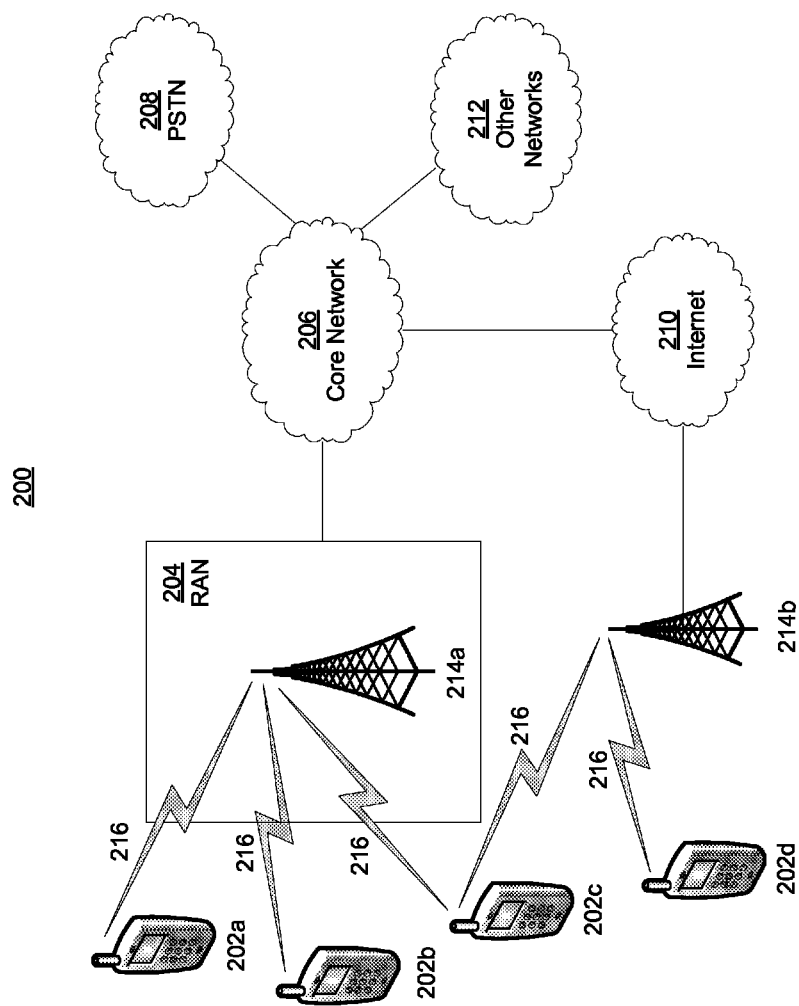 200
208
PSTN
212
Other
Networks
206
Core Network
210
Internet
204
RAN
214a
214b
216
216
216
216
216
202a
202b
202c
202d